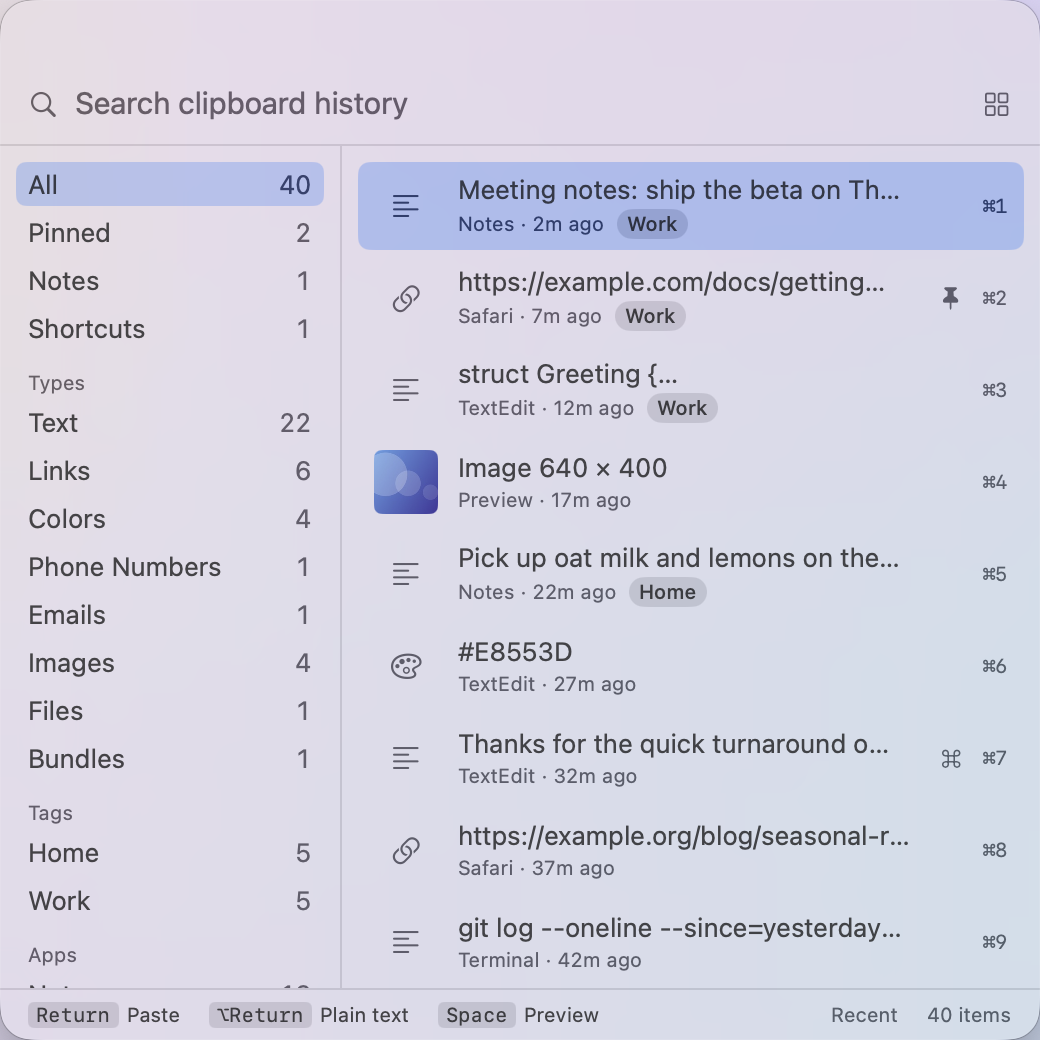 Search clipboard history
All 40
Pinned 2
Notes 1
Shortcuts 1
Types
Text 22
Links 6
Colors 4
Phone Numbers 1
Emails 1
Images 4
Files 1
Bundles 1
Tags
Home 5
Work 5
Apps
Meeting notes: ship the beta on Th...
Notes · 2m ago Work
⌘1
https://example.com/docs/getting...
Safari · 7m ago Work
⌘2
struct Greeting {...
TextEdit · 12m ago Work
⌘3
Image 640 × 400
Preview · 17m ago
⌘4
Pick up oat milk and lemons on the...
Notes · 22m ago Home
⌘5
#E8553D
TextEdit · 27m ago
⌘6
Thanks for the quick turnaround o...
TextEdit · 32m ago
⌘ ⌘7
https://example.org/blog/seasonal-r...
Safari · 37m ago
⌘8
git log --oneline --since=yesterday...
Terminal · 42m ago
⌘9
Return Paste ⌥Return Plain text Space Preview Recent 40 items